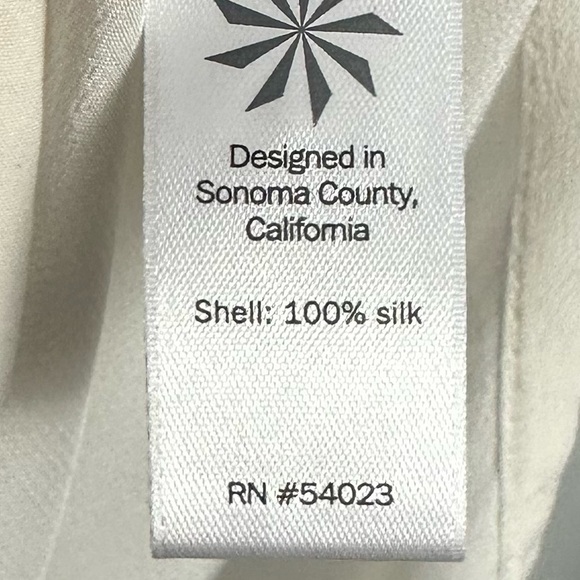 Designed in
Sonoma County,
California
Shell: 100% silk
RN #54023